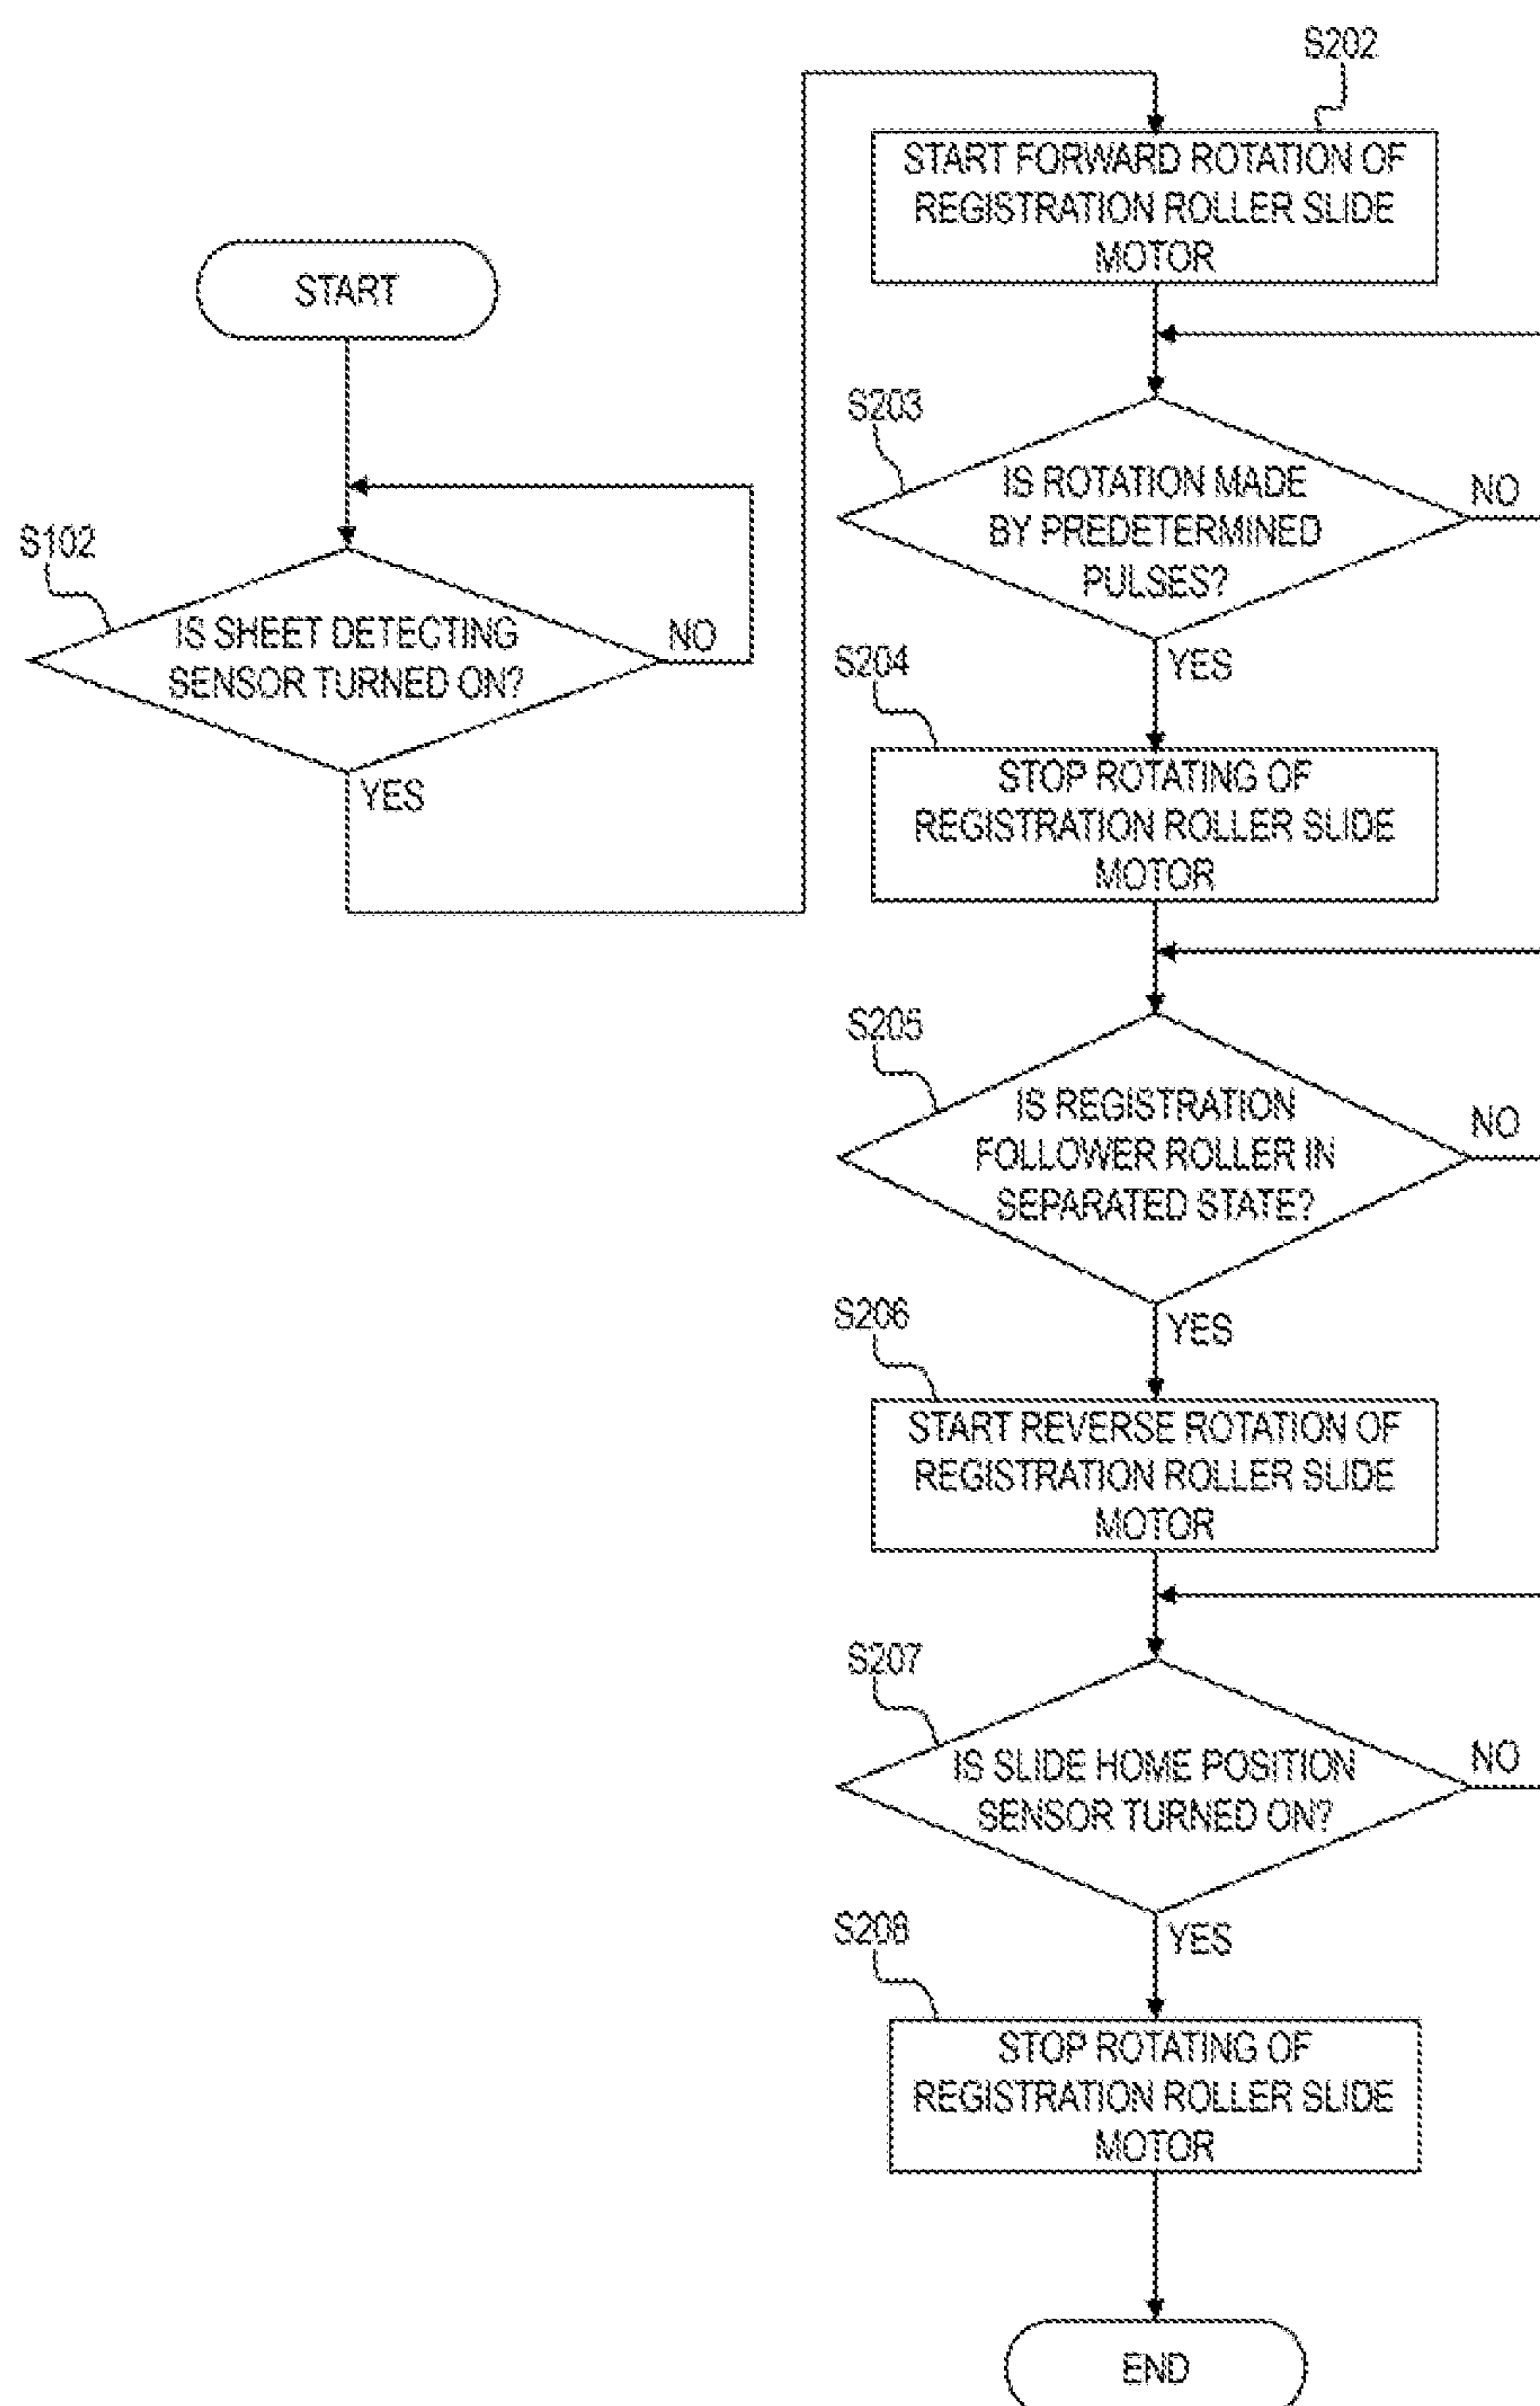 START
S102
IS SHEET DETECTING
SENSOR TURNED ON?
NO
YES
S202
START FORWARD ROTATION OF
REGISTRATION ROLLER SLIDE
MOTOR
S203
IS ROTATION MADE
BY PREDETERMINED
PULSES?
NO
YES
S204
STOP ROTATING OF
REGISTRATION ROLLER SLIDE
MOTOR
S205
IS REGISTRATION
FOLLOWER ROLLER IN
SEPARATED STATE?
NO
YES
S206
START REVERSE ROTATION OF
REGISTRATION ROLLER SLIDE
MOTOR
S207
IS SLIDE HOME POSITION
SENSOR TURNED ON?
NO
YES
S208
STOP ROTATING OF
REGISTRATION ROLLER SLIDE
MOTOR
END